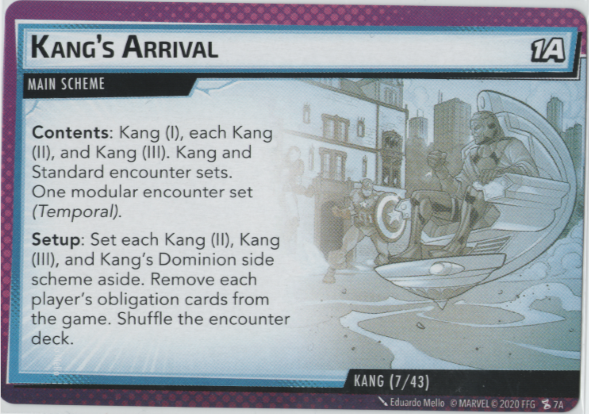 KANG'S ARRIVAL
1A
MAIN SCHEME
Contents: Kang (I), each Kang
(II), and Kang (III). Kang and
Standard encounter sets.
One modular encounter set
(Temporal).
Setup: Set each Kang (II), Kang
(III), and Kang's Dominion side
scheme aside. Remove each
player's obligation cards from
the game. Shuffle the encounter
deck.
KANG (7/43)
Eduardo Mello © MARVEL © 2020 FFG 7A